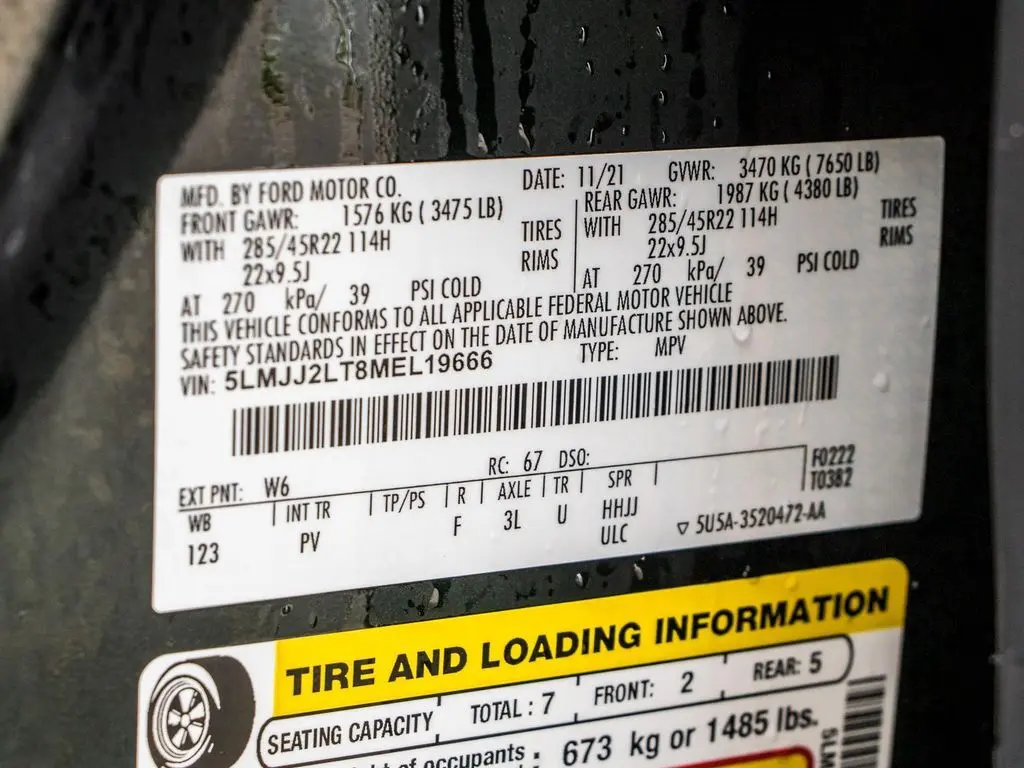 MFD. BY FORD MOTOR CO. DATE: 11/21 GVWR: 3470 KG ( 7650 LB)
FRONT GAWR: 1576 KG ( 3475 LB) REAR GAWR: 1987 KG ( 4380 LB)
WITH 285/45R22 114H TIRES WITH 285/45R22 114H TIRES
22x9.5J RIMS 22x9.5J RIMS
AT 270 kPa/ 39 PSI COLD AT 270 kPa/ 39 PSI COLD
THIS VEHICLE CONFORMS TO ALL APPLICABLE FEDERAL MOTOR VEHICLE
SAFETY STANDARDS IN EFFECT ON THE DATE OF MANUFACTURE SHOWN ABOVE.
VIN: 5LMJJ2LT8MEL19666 TYPE: MPV
EXT PNT: W6 RC: 67 DSO: F0222
WB INT TR TP/PS R AXLE TR SPR T0382
123 PV F 3L U HHJJ
ULC ▽ 5U5A-3520472-AA
TIRE AND LOADING INFORMATION
SEATING CAPACITY TOTAL : 7 FRONT: 2 REAR: 5
of occupants : 673 kg or 1485 lbs.
5LM